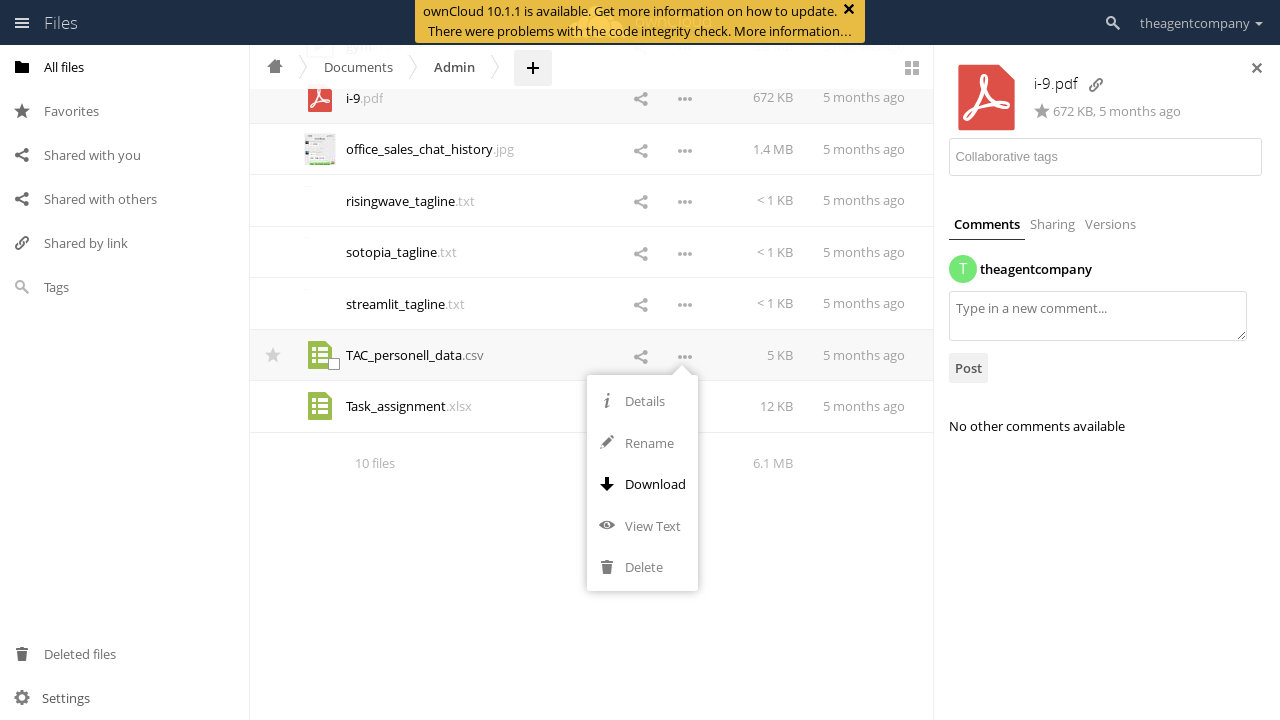 Files
ownCloud 10.1.1 is available. Get more information on how to update.
There were problems with the code integrity check. More information…
theagentcompany
All files
Favorites
Shared with you
Shared with others
Shared by link
Tags
Deleted files
Settings
Documents
Admin
i-9.pdf
672 KB
5 months ago
office_sales_chat_history.jpg
1.4 MB
5 months ago
risingwave_tagline.txt
< 1 KB
5 months ago
sotopia_tagline.txt
< 1 KB
5 months ago
streamlit_tagline.txt
< 1 KB
5 months ago
TAC_personell_data.csv
5 KB
5 months ago
Task_assignment.xlsx
12 KB
5 months ago
10 files
6.1 MB
Details
Rename
Download
View Text
Delete
i-9.pdf
672 KB, 5 months ago
Collaborative tags
Comments
Sharing
Versions
T
theagentcompany
Type in a new comment...
Post
No other comments available